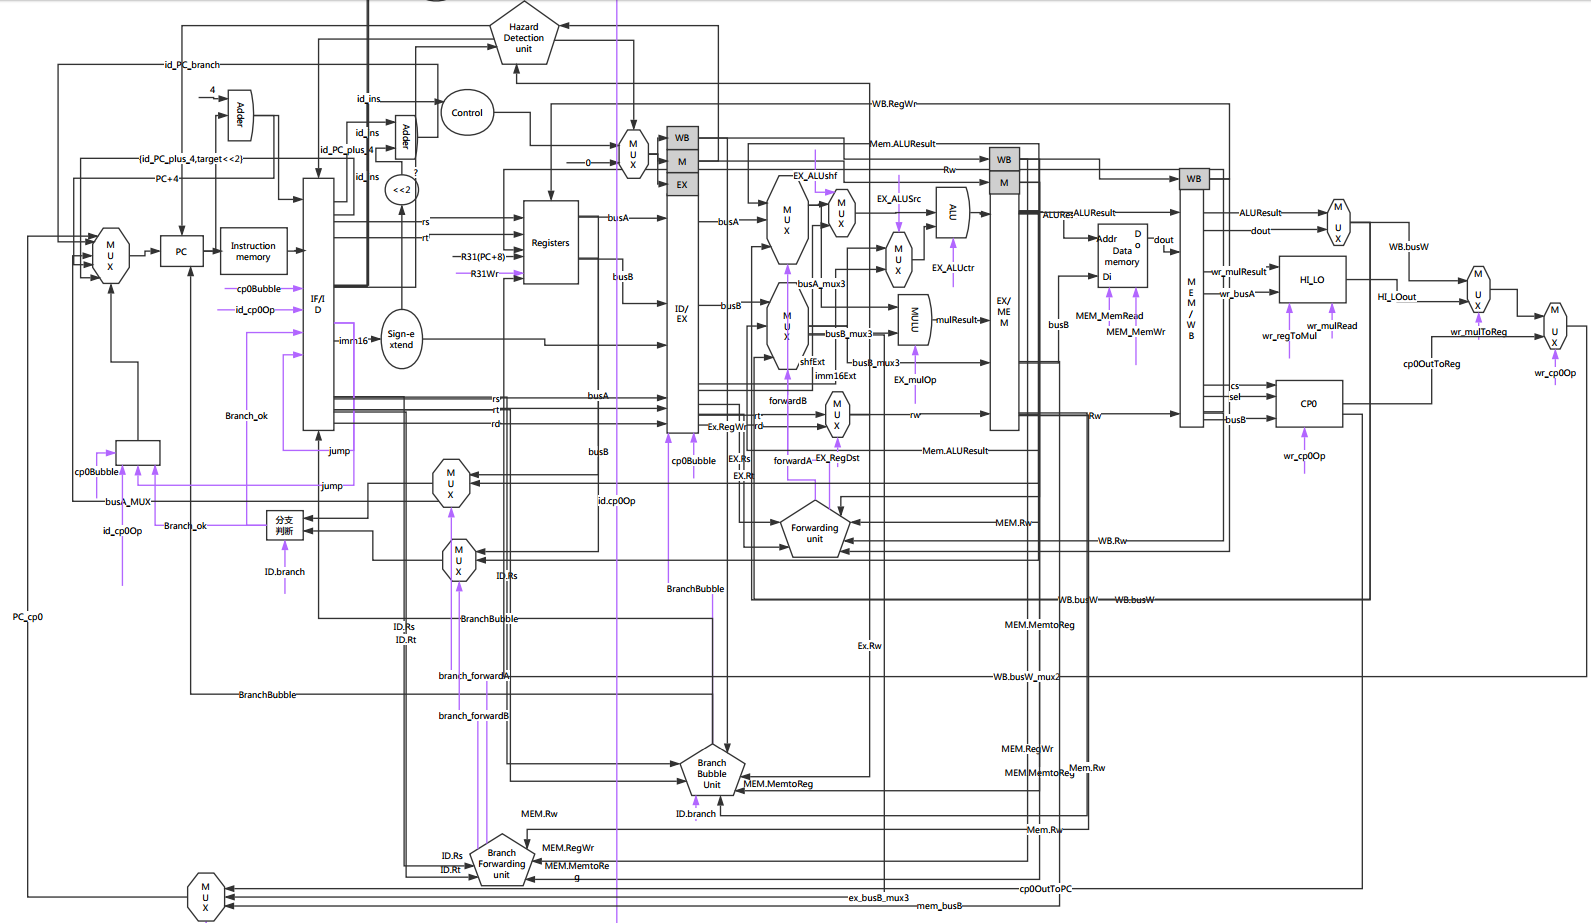 Hazard
Detection
unit
id_PC_branch
4
Adder
id_ins
Control
WB.RegWr
id_ins
Adder
id_PC_plus_4
(id_PC_plus_4,target<<2)
PC+4
id_ins
?
<<2
0
M
U
X
WB
M
EX
Mem.ALUResult
Rw
WB
M
WB
EX_ALUshf
EX_ALUSrc
M
U
X
M
U
X
ALU
ALURes
ALUResult
ALUResult
M
U
X
rs
rt
busA
busA
Registers
R31(PC+8)
R31Wr
busB
M
U
X
PC
Instruction
memory
M
U
X
EX_ALUctr
Addr
Do
Data
memory
Di
dout
dout
WB.busW
wr_mulResult
wr_busA
HI_LO
HI_LOout
M
U
X
cp0Bubble
id_cp0Op
IF/I
D
ID/
EX
busB
busA_mux3
M
U
X
MULU
mulResult
EX/
ME
M
busB
MEM_MemRead
MEM_MemWr
M
E
M
/
W
B
wr_regToMul
wr_mulRead
wr_mulToReg
M
U
X
imm16
Sign-e
xtend
busB_mux3
shfExt
busB_mux3
imm16Ext
EX_mulOp
cp0OutToReg
wr_cp0Op
rs
rt
rd
busA
forwardB
M
U
X
rt
rd
Ex.RegWr
rw
Rw
cs
sel
busB
CP0
wr_cp0Op
Branch_ok
jump
cp0Bubble
busB
cp0Bubble
EX.Rs
EX.Rt
forwardA
EX_RegDst
Mem.ALUResult
M
U
X
jump
busA_MUX
id.cp0Op
id_cp0Op
Branch_ok
分支
判断
Forwarding
unit
MEM.Rw
WB.Rw
M
U
X
ID.branch
ID.Rs
BranchBubble
WB.busW
WB.busW
PC_cp0
BranchBubble
ID.Rs
ID.Rt
MEM.MemtoReg
Ex.Rw
branch_forwardA
WB.busW_mux2
BranchBubble
branch_forwardB
MEM.RegWr
Branch
Bubble
Unit
MEM.MemtoReg
Mem.Rw
MEM.MemtoReg
ID.branch
MEM.Rw
Mem.Rw
Branch
Forwarding
unit
MEM.RegWr
ID.Rs
ID.Rt
MEM.MemtoRe
g
M
U
X
cp0OutToPC
ex_busB_mux3
mem_busB